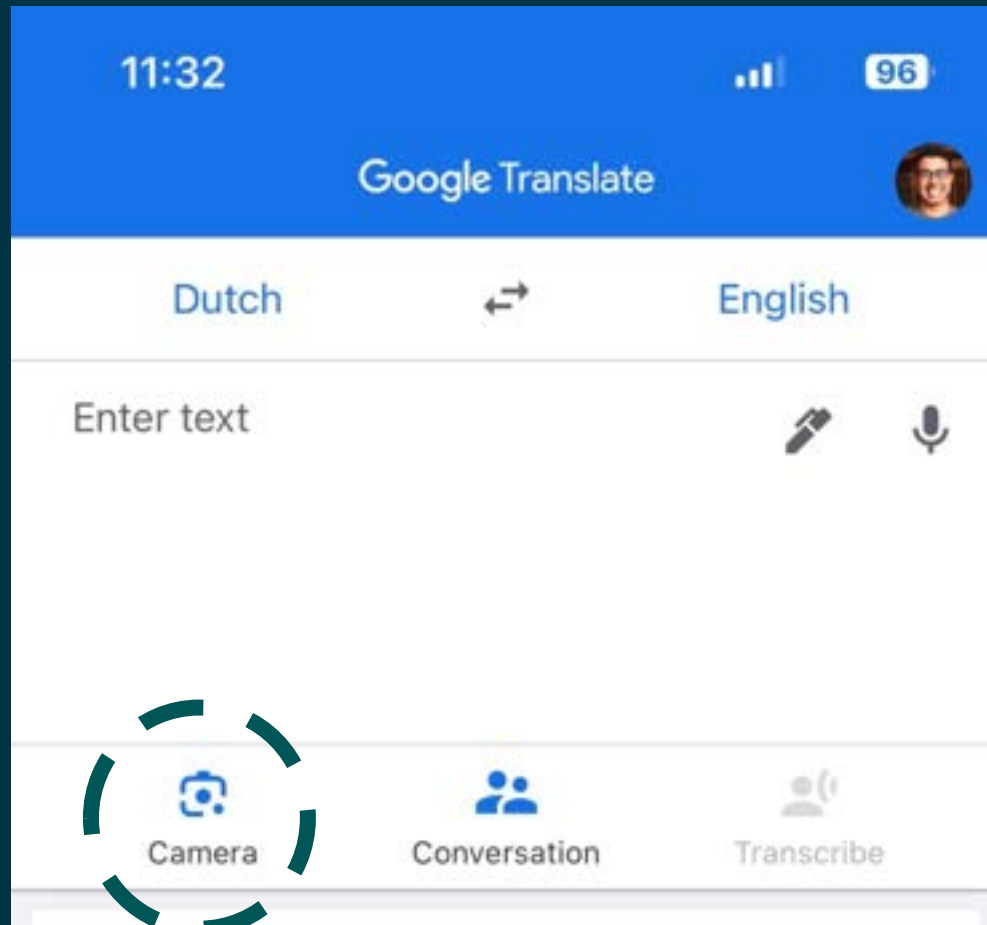 11:32 96
Google Translate
Dutch English
Enter text
Camera Conversation Transcribe